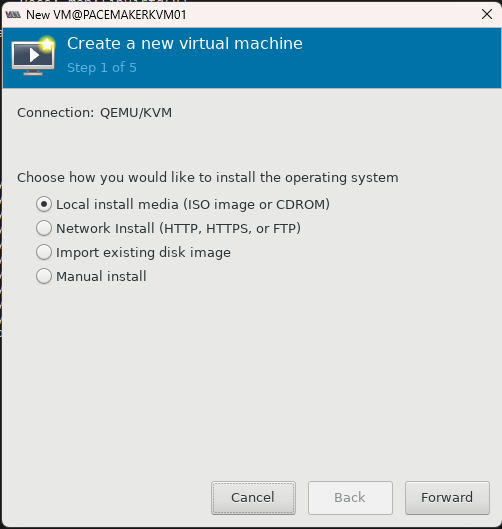 New VM@PACEMAKERKVM01
Create a new virtual machine
Step 1 of 5
Connection: QEMU/KVM
Choose how you would like to install the operating system
Local install media (ISO image or CDROM)
Network Install (HTTP, HTTPS, or FTP)
Import existing disk image
Manual install
Cancel Back Forward